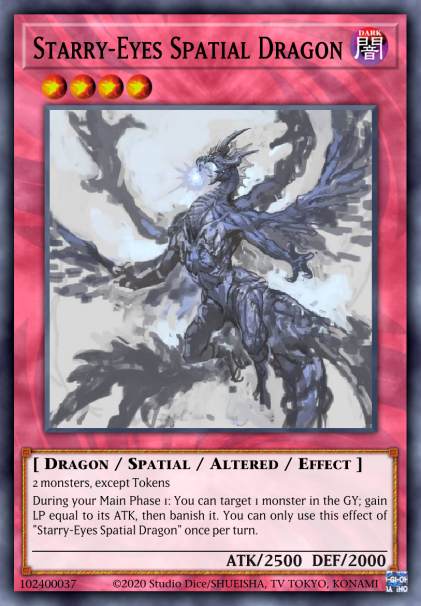 STARRY-EYES SPATIAL DRAGON
DARK
闇
[ DRAGON / SPATIAL / ALTERED / EFFECT ]
2 monsters, except Tokens
During your Main Phase 1: You can target 1 monster in the GY; gain
LP equal to its ATK, then banish it. You can only use this effect of
"Starry-Eyes Spatial Dragon" once per turn.
ATK/2500 DEF/2000
102400037
©2020 Studio Dice/SHUEISHA, TV TOKYO, KONAMI